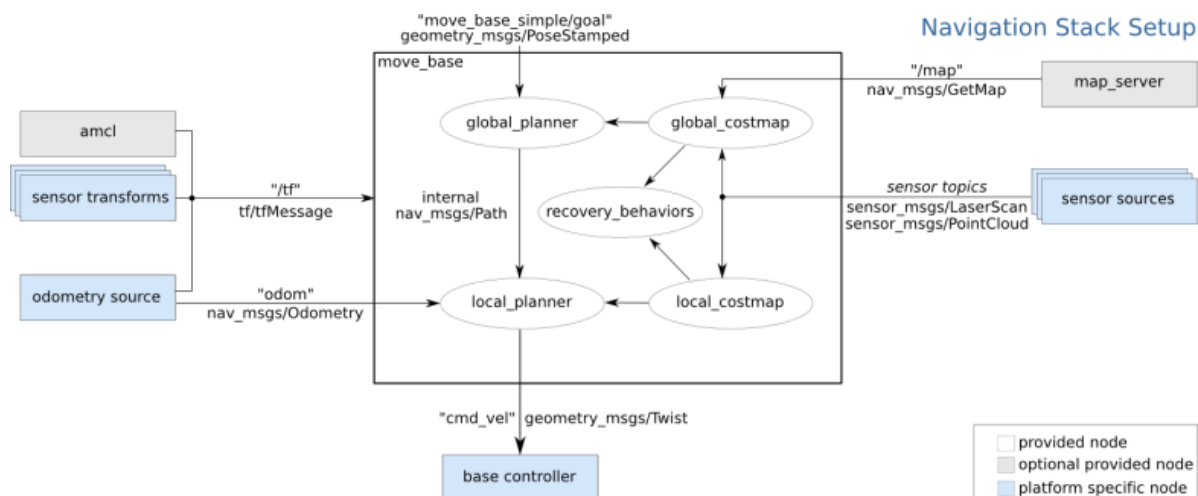 Navigation Stack Setup
"move_base_simple/goal"
geometry_msgs/PoseStamped
move_base
"/map"
nav_msgs/GetMap
map_server
amcl
global_planner
global_costmap
sensor transforms
"/tf"
tf/tfMessage
internal
nav_msgs/Path
recovery_behaviors
sensor topics
sensor_msgs/LaserScan
sensor_msgs/PointCloud
sensor sources
odometry source
"odom"
nav_msgs/Odometry
local_planner
local_costmap
"cmd_vel" geometry_msgs/Twist
base controller
provided node
optional provided node
platform specific node